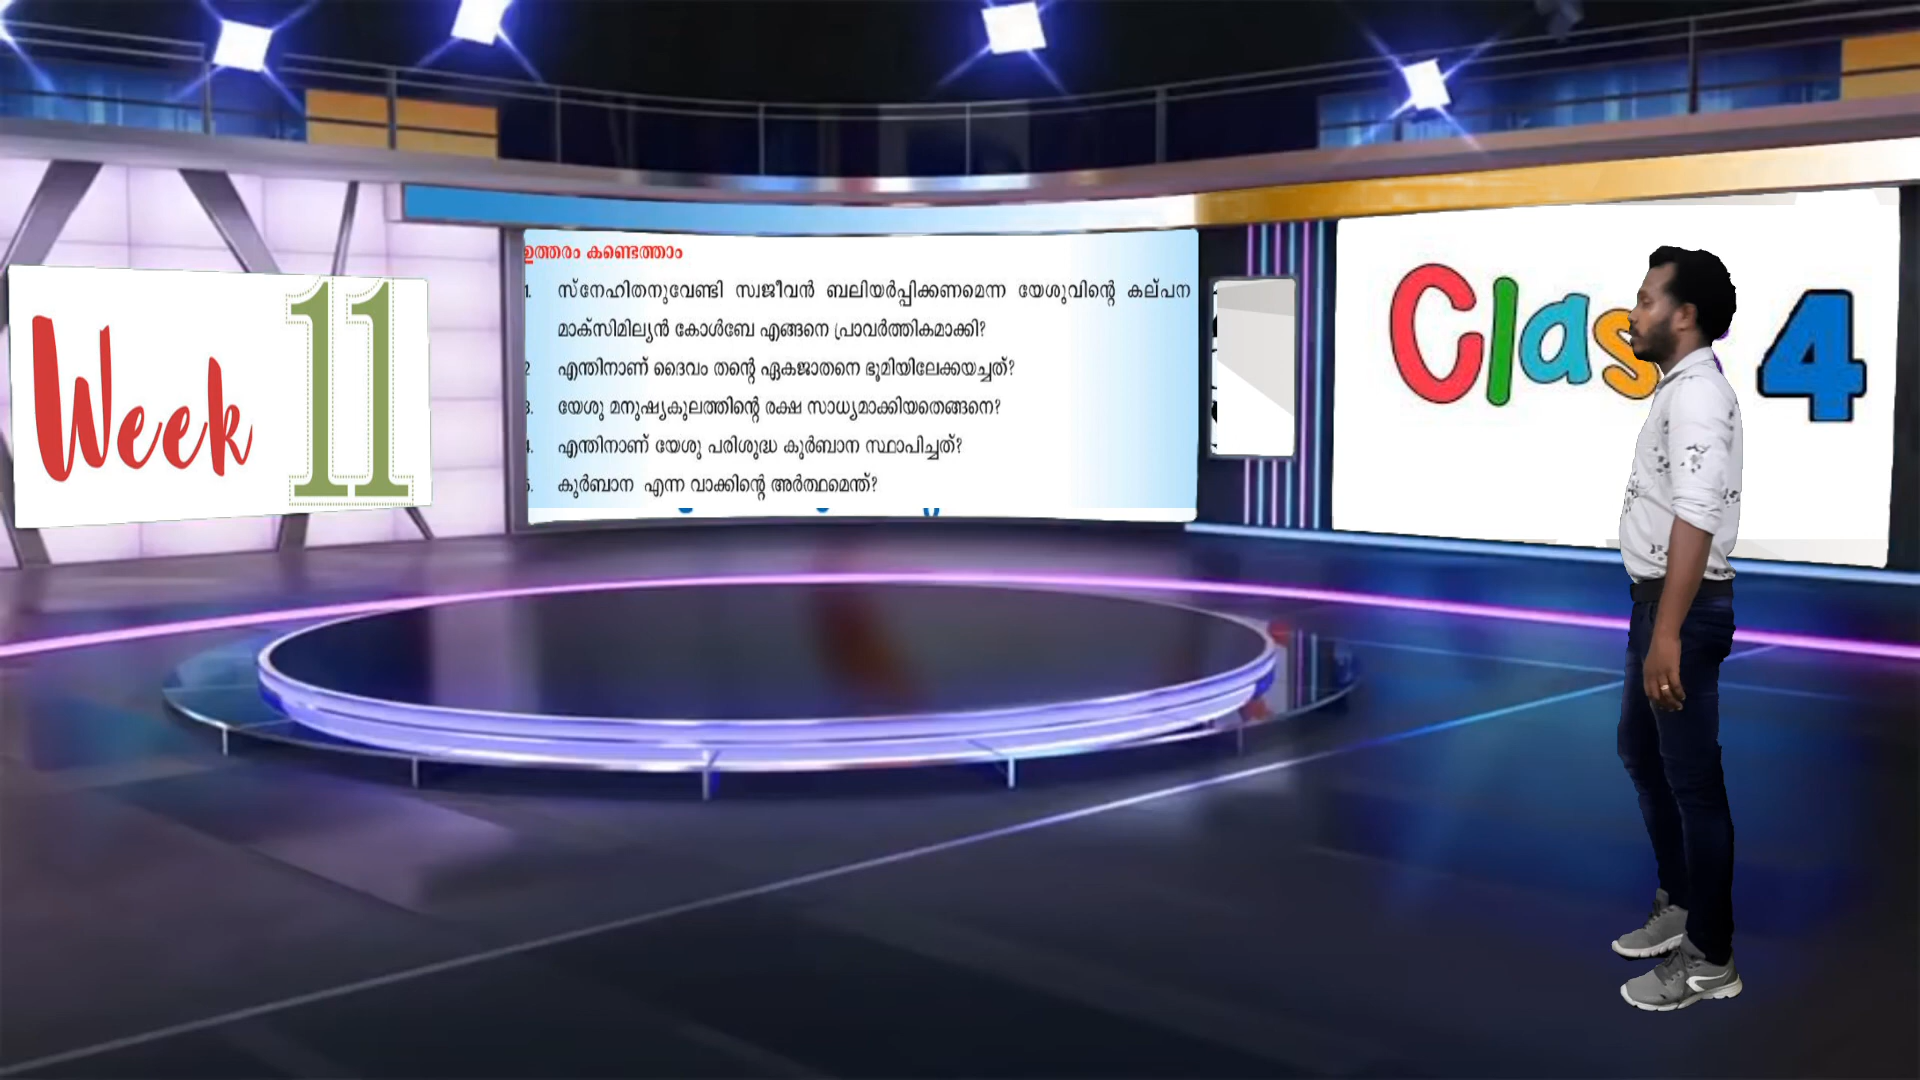 Week 11
ഉത്തരം കണ്ടെത്താം
1. സ്നേഹിതനുവേണ്ടി സ്വജീവൻ ബലിയർപ്പിക്കണമെന്ന യേശുവിന്റെ കല്പന
മാക്സിമില്യൻ കോൾബേ എങ്ങനെ പ്രാവർത്തികമാക്കി?
2 എന്തിനാണ് ദൈവം തന്റെ ഏകജാതനെ ഭൂമിയിലേക്കയച്ചത്?
3. യേശു മനുഷ്യകുലത്തിന്റെ രക്ഷ സാധ്യമാക്കിയതെങ്ങനെ?
4. എന്തിനാണ് യേശു പരിശുദ്ധ കുർബാന സ്ഥാപിച്ചത്?
5. കുർബാന എന്ന വാക്കിന്റെ അർത്ഥമെന്ത്?
Clas 4